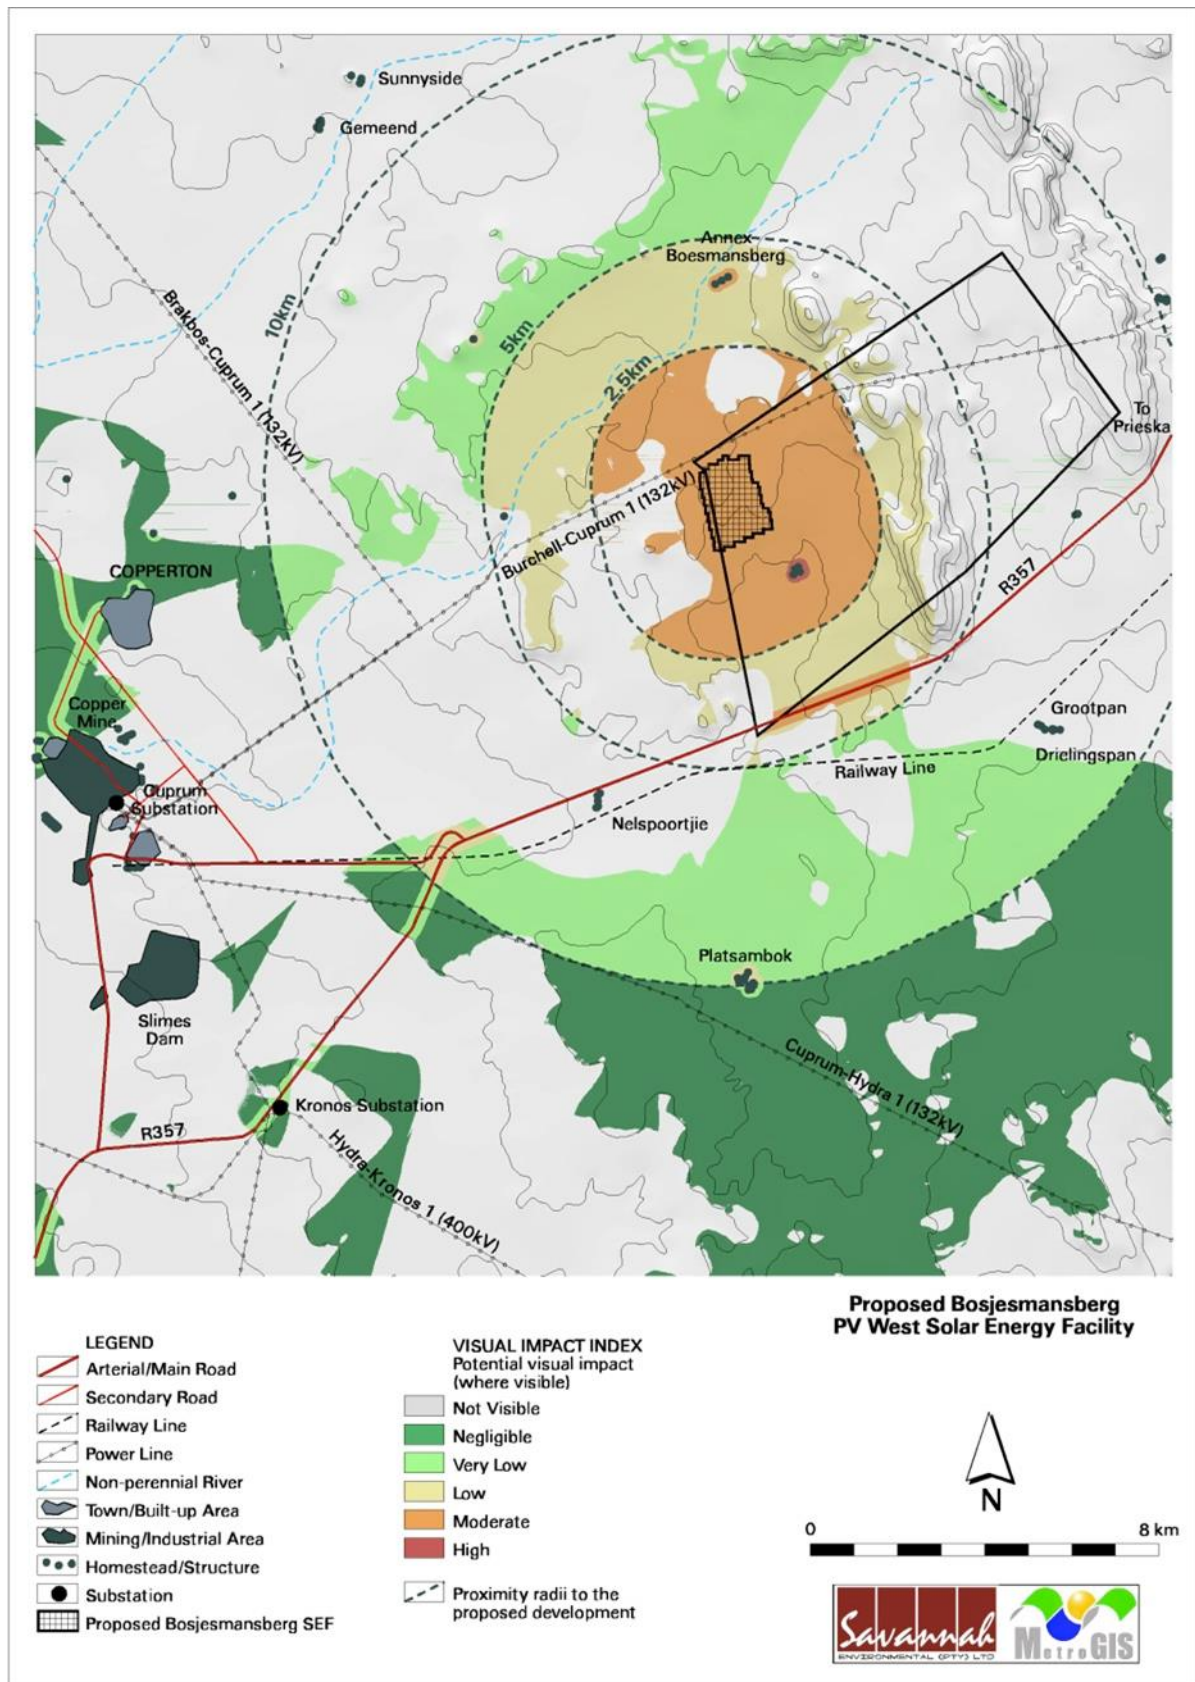 Sunnyside
Gemeend
Annex-
Boesmansberg
10km
5km
2.5km
Brakbos-Cuprum 1 (132kV)
Burchell-Cuprum 1 (132kV)
To
Prieska
R357
COPPERTON
Copper
Mine
Cuprum
Substation
Grootpan
Drielingspan
Railway Line
Nelspoortjie
Platsambok
Slimes
Dam
Cuprum-Hydra 1 (132kV)
Kronos Substation
R357
Hydra-Kronos 1 (400kV)
Proposed Bosjesmansberg
PV West Solar Energy Facility
LEGEND
Arterial/Main Road
Secondary Road
Railway Line
Power Line
Non-perennial River
Town/Built-up Area
Mining/Industrial Area
Homestead/Structure
Substation
Proposed Bosjesmansberg SEF
VISUAL IMPACT INDEX
Potential visual impact
(where visible)
Not Visible
Negligible
Very Low
Low
Moderate
High
Proximity radii to the
proposed development
N
0 8 km
Savannah
ENVIRONMENTAL (PTY) LTD
MetroGIS